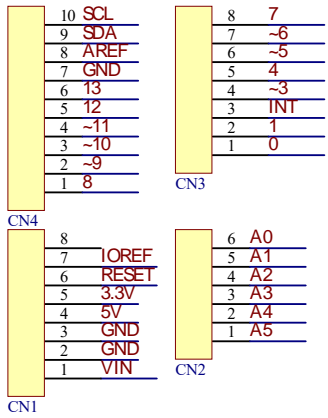 10 SCL
9 SDA
8 AREF
7 GND
6 13
5 12
4 ~11
3 ~10
2 ~9
1 8
CN4
8 7
7 ~6
6 ~5
5 4
4 ~3
3 INT
2 1
1 0
CN3
8
7 IOREF
6 RESET
5 3.3V
4 5V
3 GND
2 GND
1 VIN
CN1
6 A0
5 A1
4 A2
3 A3
2 A4
1 A5
CN2